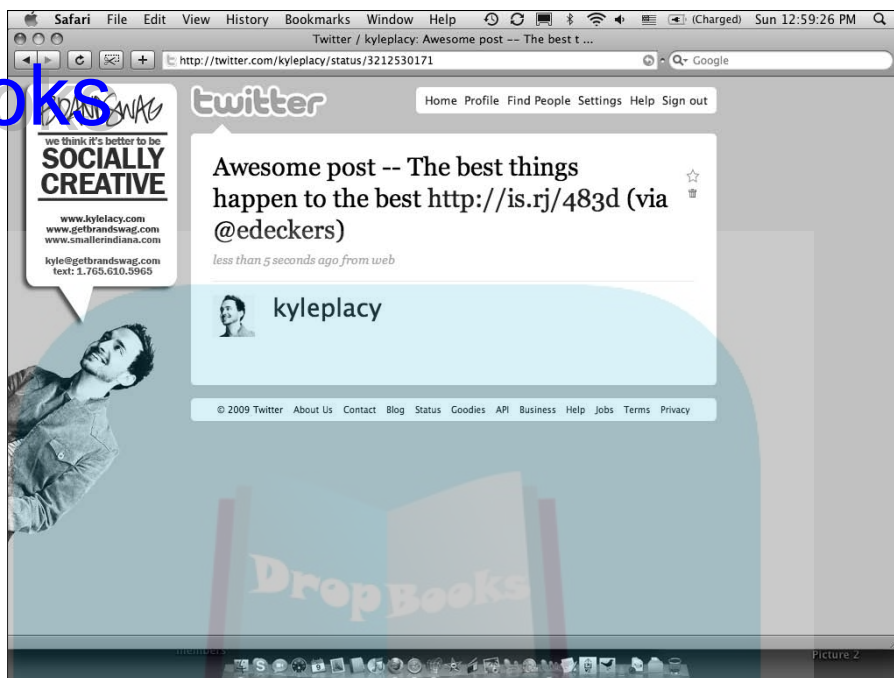 Safari File Edit View History Bookmarks Window Help (Charged) Sun 12:59:26 PM
Twitter / kyleplacy: Awesome post -- The best t ...
http://twitter.com/kyleplacy/status/3212530171 Google
oks
BRANDSWAG
we think it's better to be
SOCIALLY
CREATIVE
www.kylelacy.com
www.getbrandswag.com
www.smallerindiana.com
kyle@getbrandswag.com
text: 1.765.610.5965
twitter
Home Profile Find People Settings Help Sign out
Awesome post -- The best things
happen to the best http://is.rj/483d (via
@edeckers)
less than 5 seconds ago from web
kyleplacy
© 2009 Twitter About Us Contact Blog Status Goodies API Business Help Jobs Terms Privacy
DropBooks
members
Picture 2